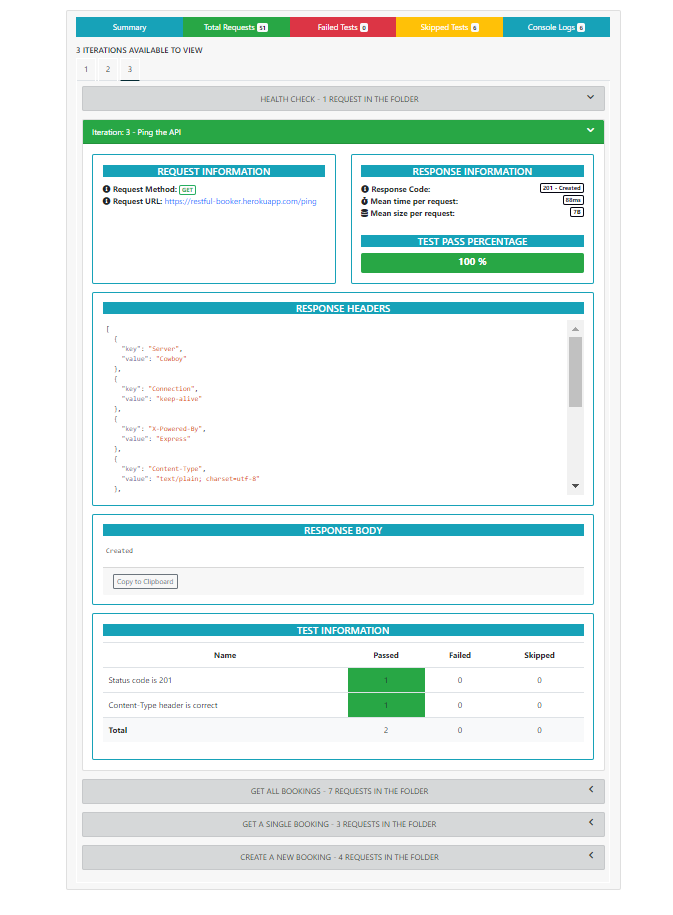 Summary Total Requests 51 Failed Tests 0 Skipped Tests 6 Console Logs 6
3 ITERATIONS AVAILABLE TO VIEW
1 2 3
HEALTH CHECK - 1 REQUEST IN THE FOLDER
Iteration: 3 - Ping the API
REQUEST INFORMATION
Request Method: GET
Request URL: https://restful-booker.herokuapp.com/ping
RESPONSE INFORMATION
Response Code: 201 - Created
Mean time per request: 88ms
Mean size per request: 7B
TEST PASS PERCENTAGE
100 %
RESPONSE HEADERS
[
{
"key": "Server",
"value": "Cowboy"
},
{
"key": "Connection",
"value": "keep-alive"
},
{
"key": "X-Powered-By",
"value": "Express"
},
{
"key": "Content-Type",
"value": "text/plain; charset=utf-8"
},
RESPONSE BODY
Created
Copy to Clipboard
TEST INFORMATION
Name Passed Failed Skipped
Status code is 201 1 0 0
Content-Type header is correct 1 0 0
Total 2 0 0
GET ALL BOOKINGS - 7 REQUESTS IN THE FOLDER
GET A SINGLE BOOKING - 3 REQUESTS IN THE FOLDER
CREATE A NEW BOOKING - 4 REQUESTS IN THE FOLDER